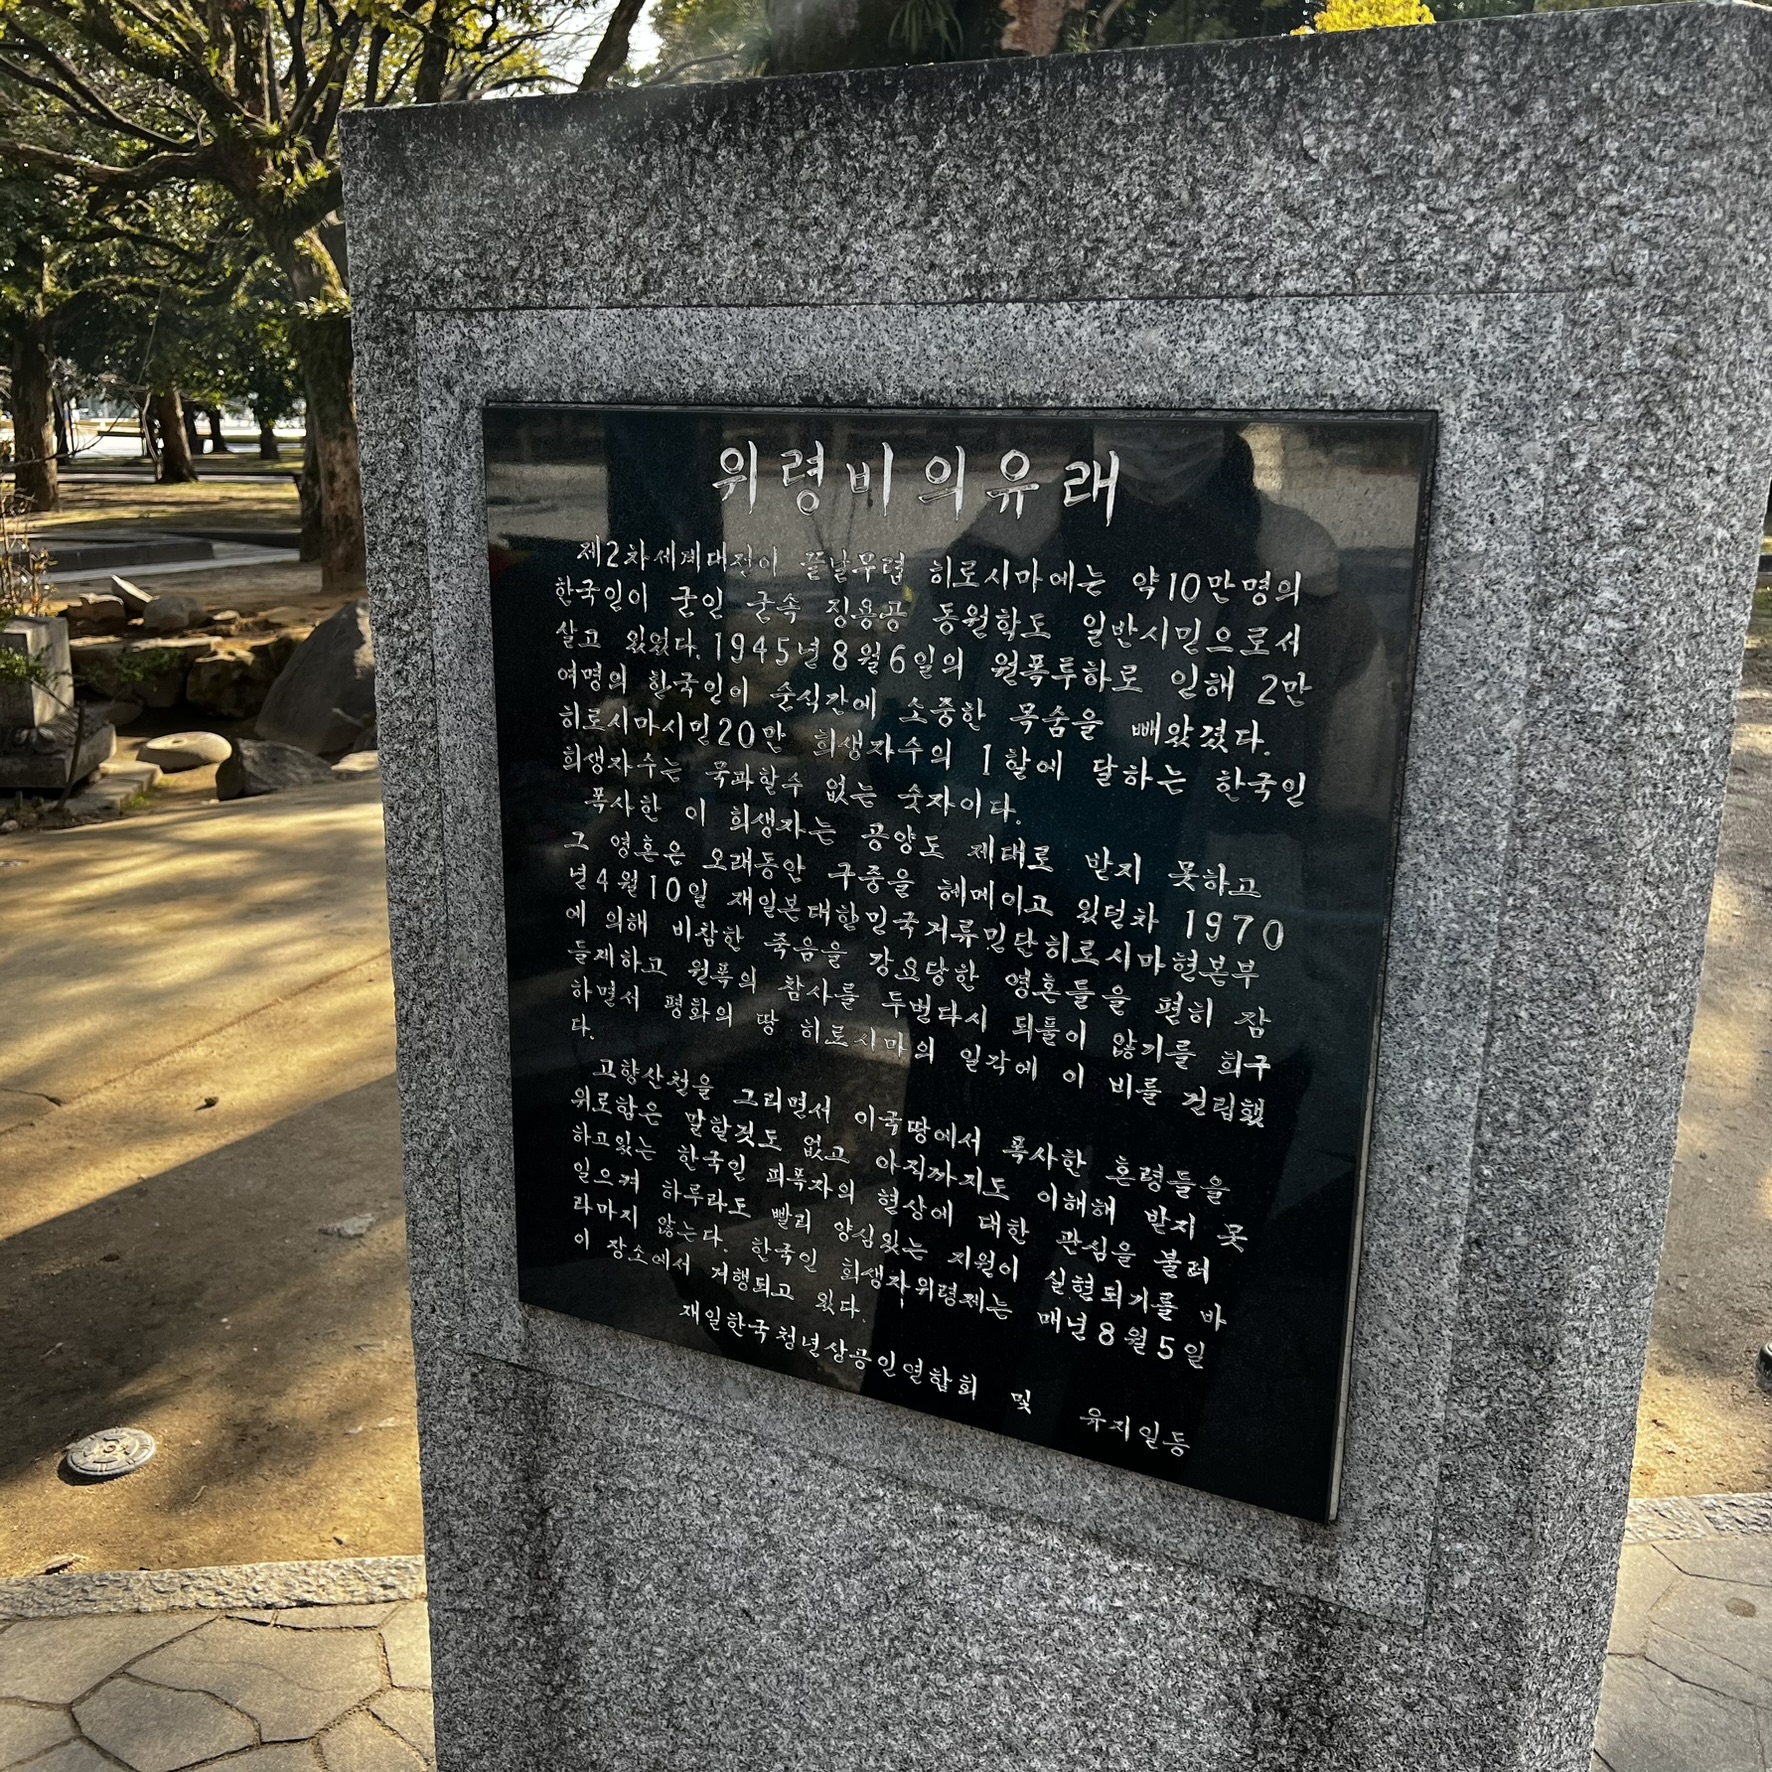 위령비의유래
제2차세계대전이 끝날무렵 히로시마에는 약10만명의
한국인이 군인 군속 징용공 동원학도 일반시민으로서
살고 있었다. 1945년8월6일의 원폭투하로 인해 2만
여명의 한국인이 순식간에 소중한 목숨을 빼앗겼다.
히로시마시민20만 희생자수의 1할에 달하는 한국인
희생자수는 묵과할수 없는 숫자이다.
폭사한 이 희생자는 공양도 제대로 받지 못하고
그 영혼은 오래동안 구중을 헤메이고 있던차 1970
년4월10일 재일본대한민국거류민단히로시마현본부
에 의해 비참한 죽음을 강요당한 영혼들을 편히 잠
들게하고 원폭의 참사를 두번다시 되풀이 않기를 희구
하면서 평화의 땅 히로시마의 일각에 이 비를 건립했
다.
고향산천을 그리면서 이국땅에서 폭사한 혼령들을
위로함은 말할것도 없고 아직까지도 이해해 받지 못
하고있는 한국인 피폭자의 현상에 대한 관심을 불러
일으켜 하루라도 빨리 양심있는 지원이 실현되기를 바
라마지 않는다. 한국인 희생자위령제는 매년8월5일
이 장소에서 거행되고 있다.
재일한국청년상공인연합회 및 유지일동